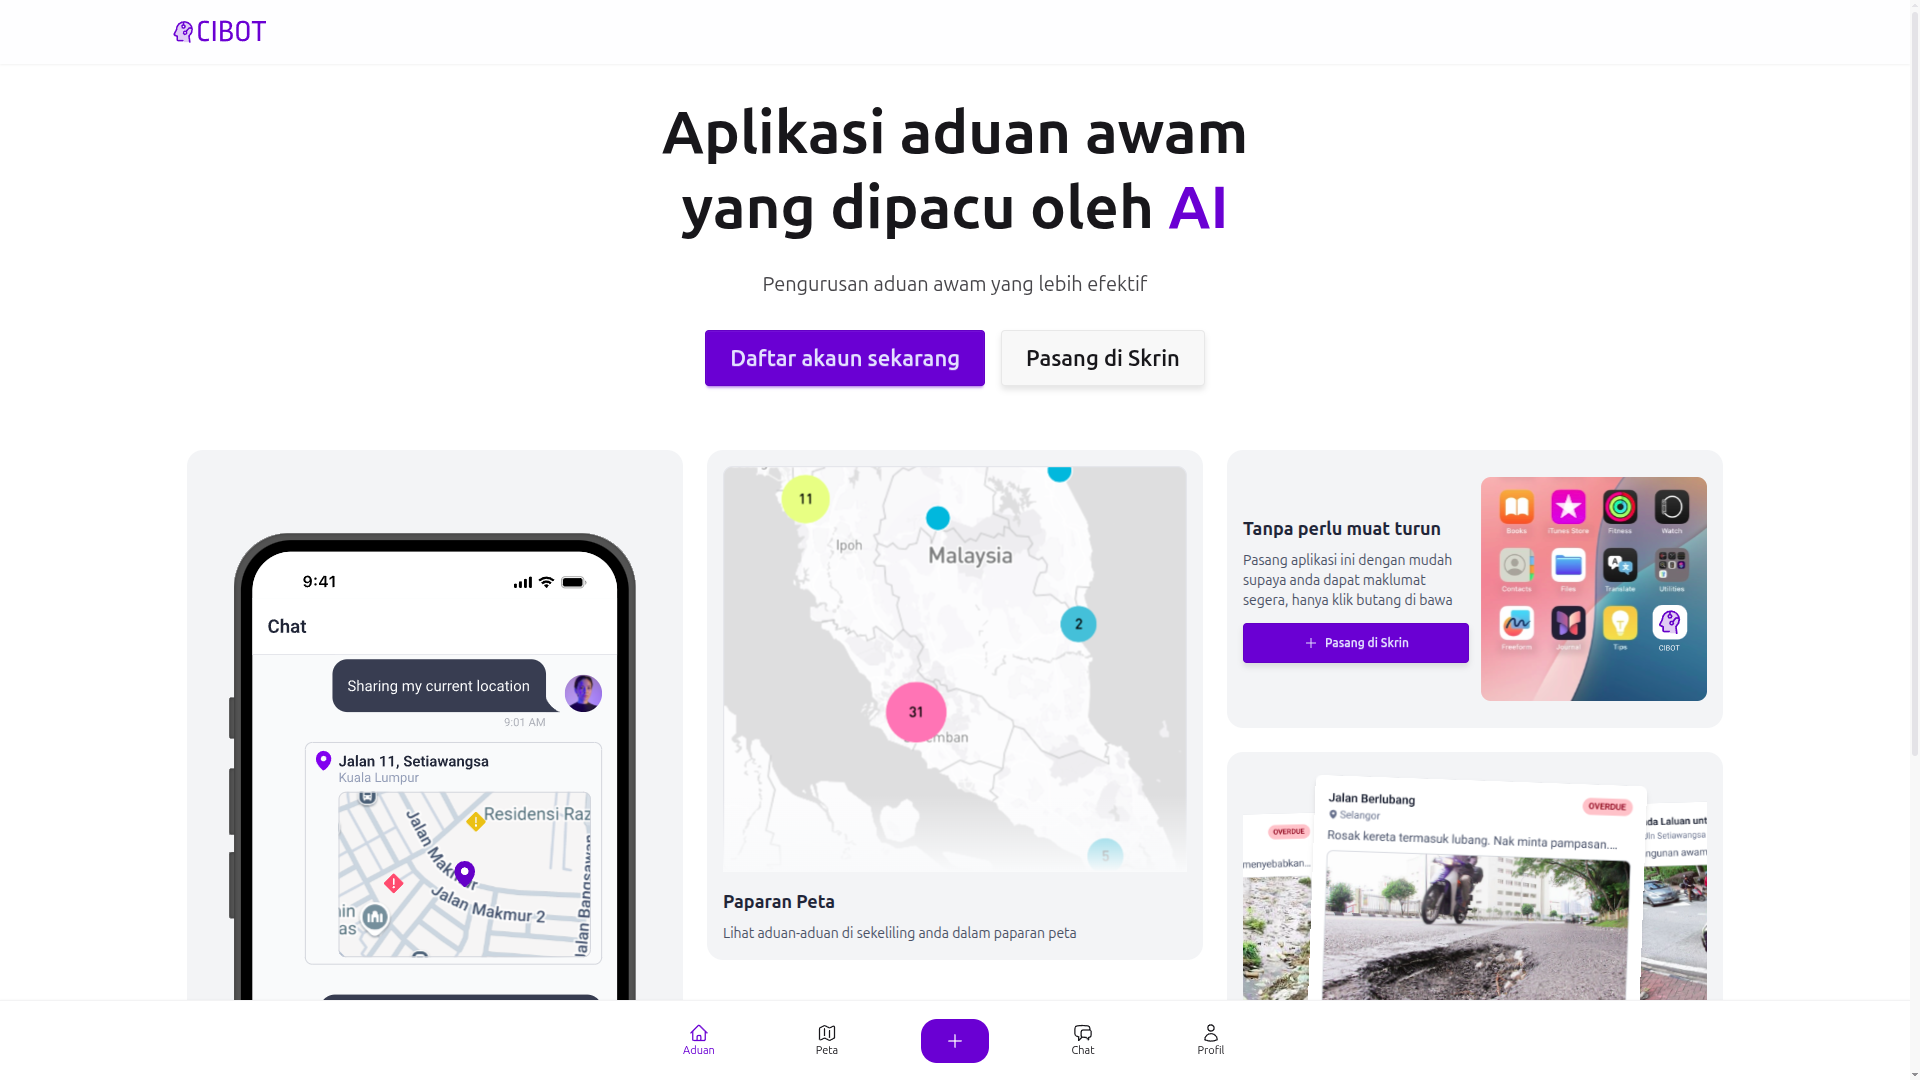 CIBOT
Aplikasi aduan awam
yang dipacu oleh AI
Pengurusan aduan awam yang lebih efektif
Daftar akaun sekarang
Pasang di Skrin
9:41
Chat
Sharing my current location
9:01 AM
Jalan 11, Setiawangsa
Kuala Lumpur
Residensi Raz
Jalan Makmur
Jalan Makmur 2
Jalan Bangsawan
11
Ipoh
Malaysia
2
31
5
Paparan Peta
Lihat aduan-aduan di sekeliling anda dalam paparan peta
Tanpa perlu muat turun
Pasang aplikasi ini dengan mudah
supaya anda dapat maklumat
segera, hanya klik butang di bawa
Pasang di Skrin
Books
iTunes Store
Fitness
Watch
Contacts
Files
Translate
Utilities
Freeform
Journal
Tips
CIBOT
OVERDUE
menyebabkan...
Jalan Berlubang
OVERDUE
Selangor
Rosak kereta termasuk lubang. Nak minta pampasan....
da Laluan unt
lin Setiawangsa
ngunan awam
Aduan
Peta
Chat
Profil